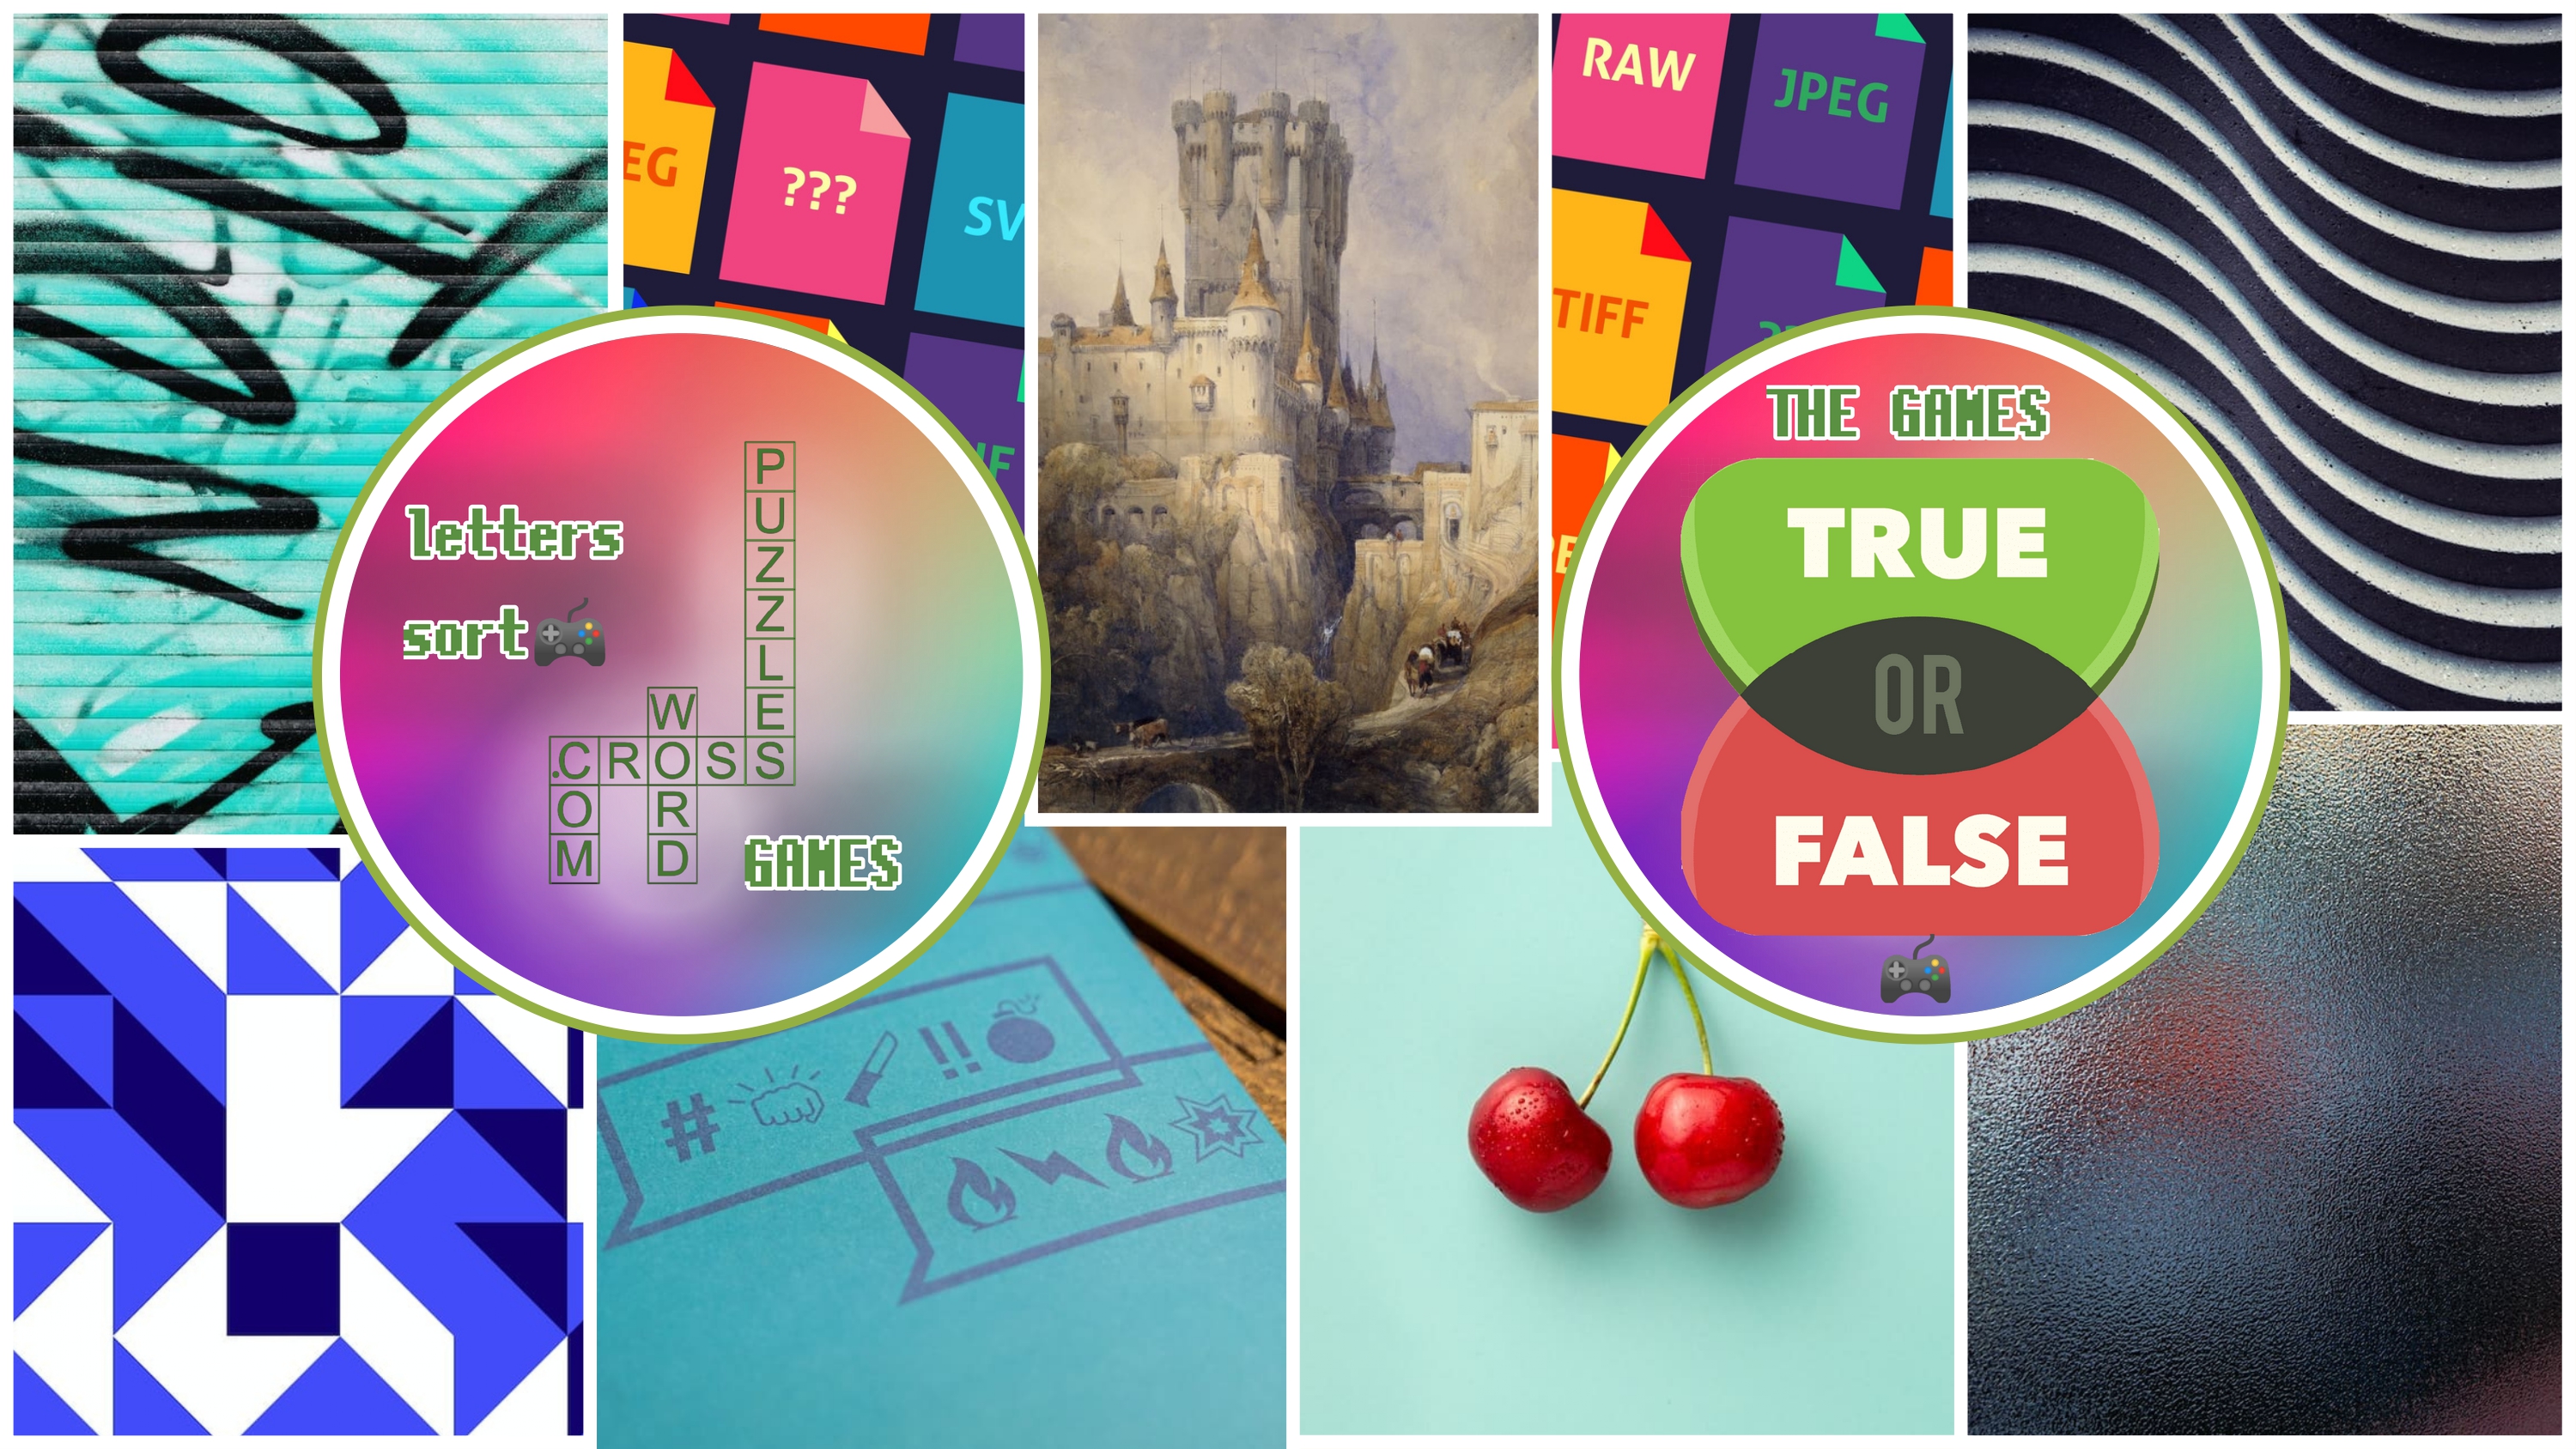 RAW
JPEG
EG
???
SV
TIFF
letters
sort
PUZZLES
WORD
.CROSS
COM
GAMES
THE GAMES
TRUE
OR
FALSE
# !!